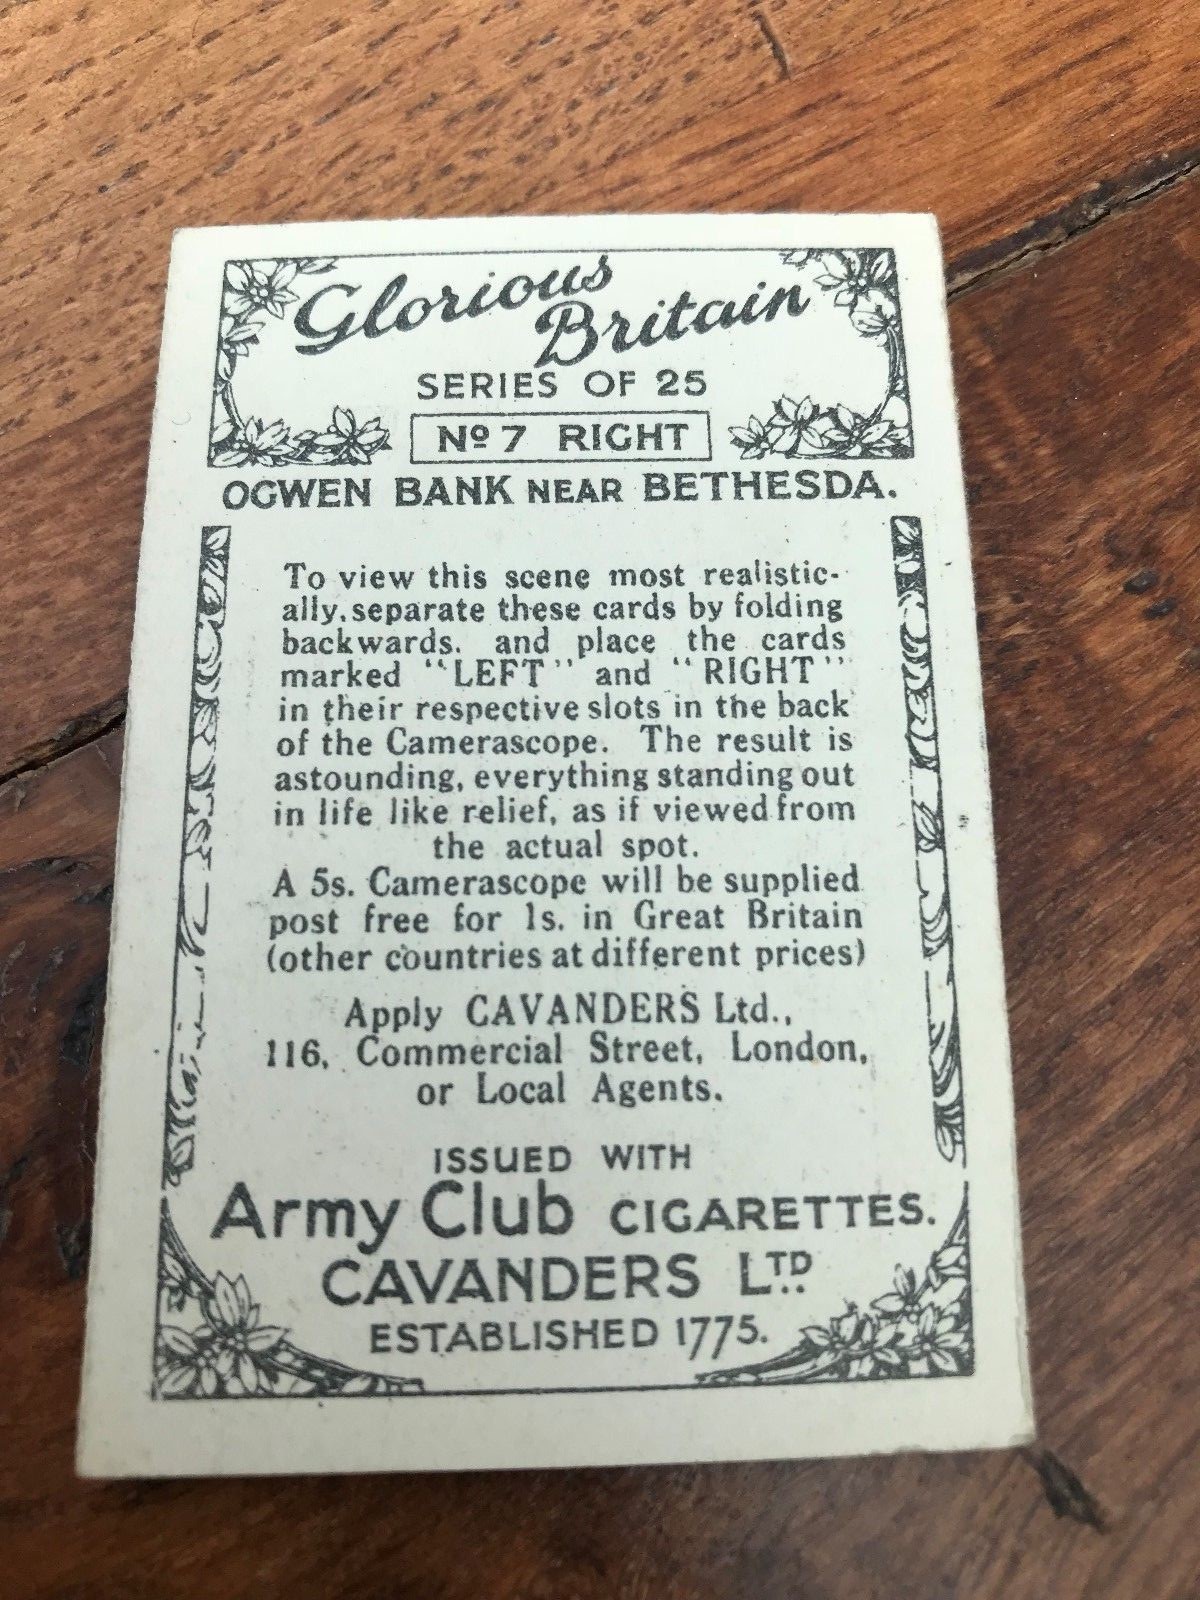 Glorious
Britain
SERIES OF 25
Nº 7 RIGHT
OGWEN BANK NEAR BETHESDA.
To view this scene most realistic-
ally, separate these cards by folding
backwards, and place the cards
marked "LEFT" and "RIGHT"
in their respective slots in the back
of the Camerascope. The result is
astounding, everything standing out
in life like relief, as if viewed from
the actual spot.
A 5s. Camerascope will be supplied
post free for 1s. in Great Britain
(other countries at different prices)
Apply CAVANDERS Ltd.,
116, Commercial Street, London,
or Local Agents.
ISSUED WITH
Army Club CIGARETTES.
CAVANDERS LTD.
ESTABLISHED 1775.